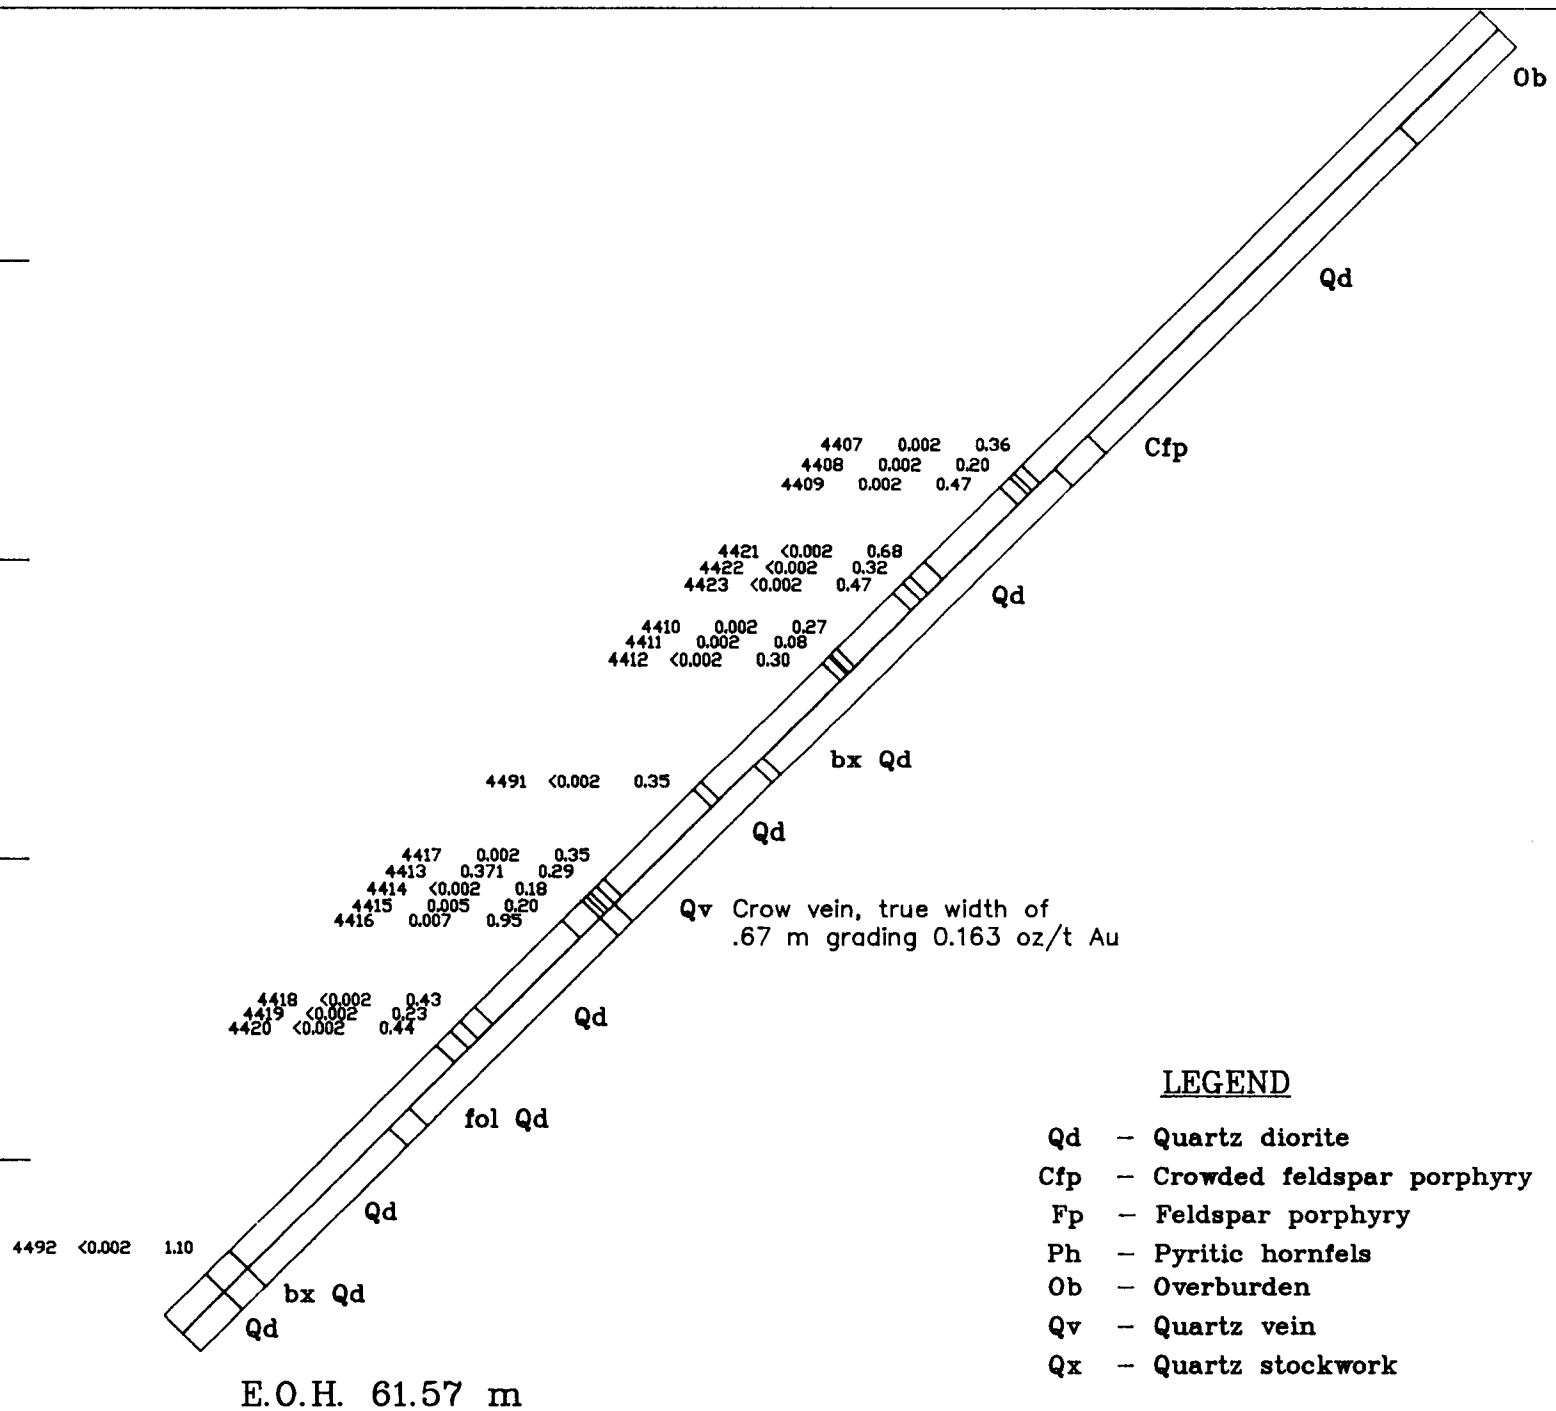 Ob
Qd
4407 0.002 0.36
Cfp
4408 0.002 0.20
4409 0.002 0.47
4421 <0.002 0.68
4422 <0.002 0.32
4423 <0.002 0.47
Qd
4410 0.002 0.27
4411 0.002 0.08
4412 <0.002 0.30
bx Qd
4491 <0.002 0.35
Qd
4417 0.002 0.35
4413 0.371 0.29
4414 <0.002 0.18
4415 0.005 0.20
4416 0.007 0.95
Qv Crow vein, true width of
.67 m grading 0.163 oz/t Au
4418 <0.002 0.43
4419 <0.002 0.23
4420 <0.002 0.44
Qd
fol Qd
Qd
4492 <0.002 1.10
bx Qd
Qd
E.O.H. 61.57 m
LEGEND
Qd – Quartz diorite
Cfp – Crowded feldspar porphyry
Fp – Feldspar porphyry
Ph – Pyritic hornfels
Ob – Overburden
Qv – Quartz vein
Qx – Quartz stockwork